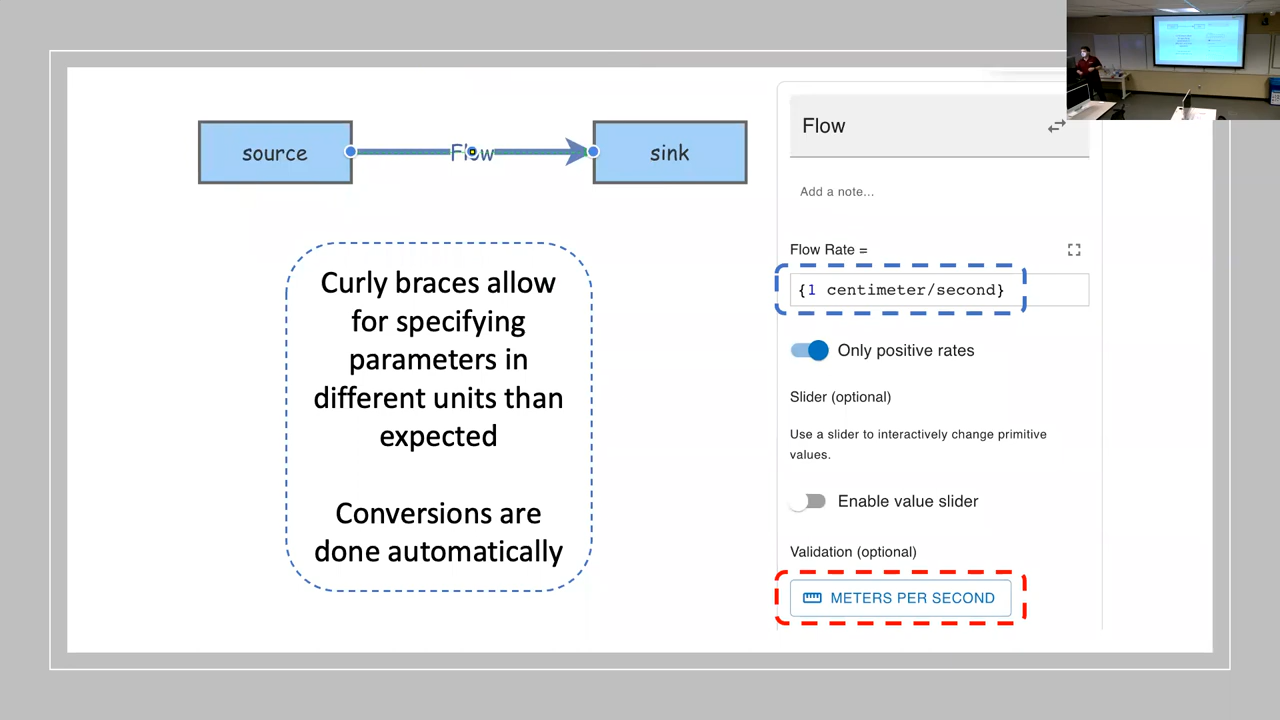 source
Flow
sink
Curly braces allow
for specifying
parameters in
different units than
expected
Conversions are
done automatically
Flow
Add a note...
Flow Rate =
{1 centimeter/second}
Only positive rates
Slider (optional)
Use a slider to interactively change primitive
values.
Enable value slider
Validation (optional)
METERS PER SECOND